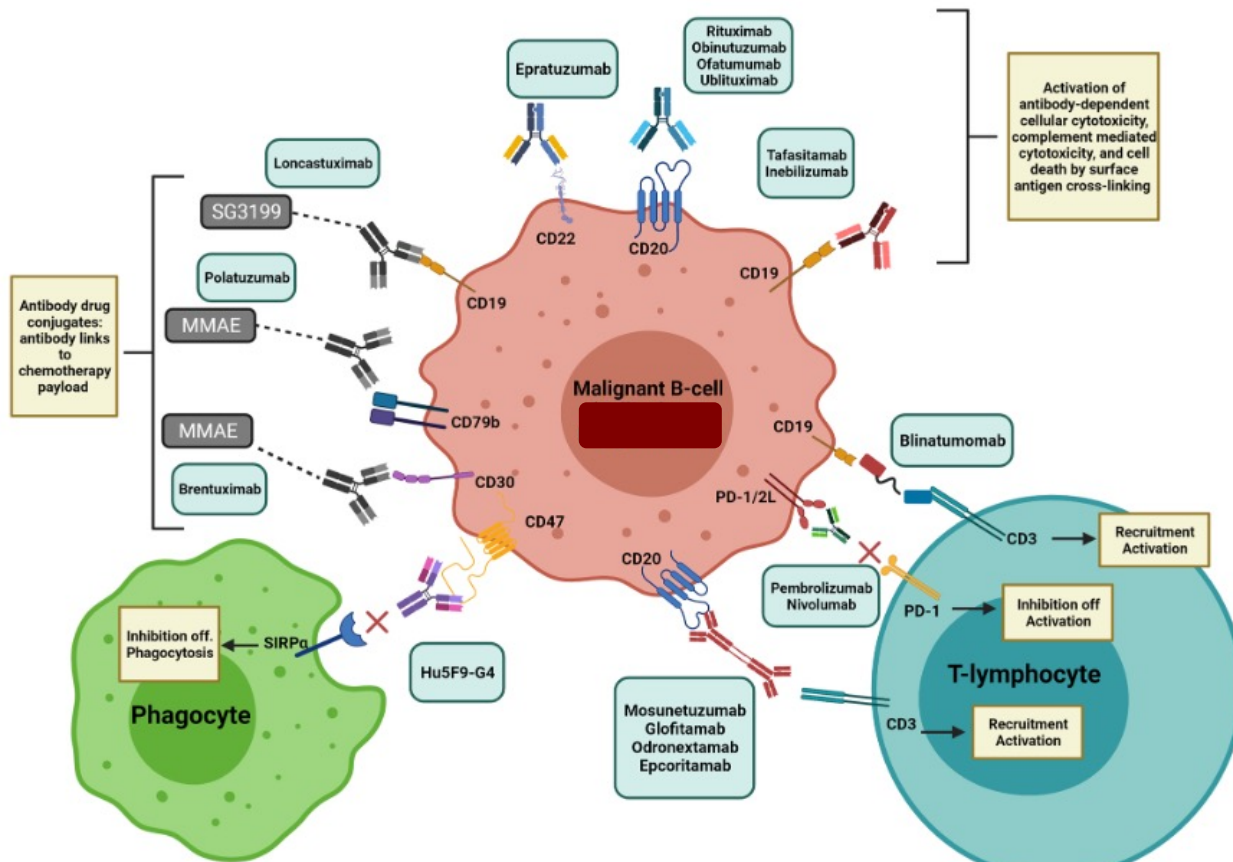 Epratuzumab
Rituximab
Obinutuzumab
Ofatumumab
Ublituximab
Activation of
antibody-dependent
cellular cytotoxicity,
complement mediated
cytotoxicity, and cell
death by surface
antigen cross-linking
Loncastuximab
Tafasitamab
Inebilizumab
SG3199
CD22
CD20
CD19
CD19
Polatuzumab
Antibody drug
conjugates:
antibody links
to
chemotherapy
payload
MMAE
Malignant B-cell
CD79b
CD19
MMAE
Blinatumomab
Brentuximab
CD30
PD-1/2L
CD47
CD3
Recruitment
Activation
CD20
Pembrolizumab
Nivolumab
PD-1
Inhibition off
Activation
Inhibition off.
Phagocytosis
SIRPα
Hu5F9-G4
T-lymphocyte
Phagocyte
Mosunetuzumab
Glofitamab
Odronextamab
Epcoritamab
CD3
Recruitment
Activation